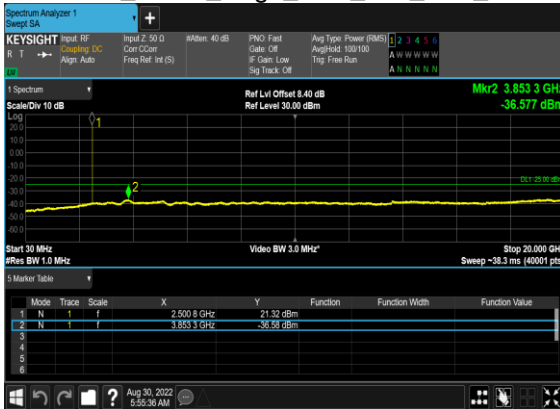 Spectrum Analyzer 1
Swept SA
+
KEYSIGHT
R T
LW
Input: RF
Coupling: DC
Align: Auto
Input Z: 50 Ω
Corr CCorr
Freq Ref: Int (S)
#Atten: 40 dB
PNO: Fast
Gate: Off
IF Gain: Low
Sig Track: Off
Avg Type: Power (RMS)
Avg|Hold: 100/100
Trig: Free Run
1 2 3 4 5 6
A W W W W W
A N N N N N
1 Spectrum
Scale/Div 10 dB
Ref Lvl Offset 8.40 dB
Ref Level 30.00 dBm
Mkr2 3.853 3 GHz
-36.577 dBm
Log
20.0
10.0
0.00
-10.0
-20.0
-30.0
-40.0
-50.0
-60.0
1
2
DL1 -25.00 dBm
Start 30 MHz
#Res BW 1.0 MHz
Video BW 3.0 MHz*
Stop 20.000 GHz
Sweep ~38.3 ms (40001 pts)
5 Marker Table
Mode Trace Scale X Y Function Function Width Function Value
1 N 1 f 2.500 8 GHz 21.32 dBm
2 N 1 f 3.853 3 GHz -36.58 dBm
3
4
5
6
?
Aug 30, 2022
5:55:36 AM